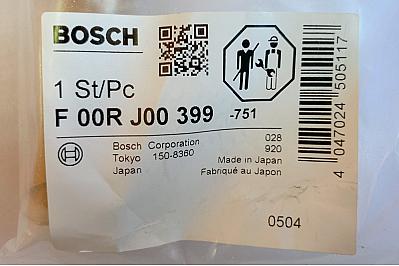 BOSCH
1 St/Pc
F 00R J00 399 -751
Bosch Corporation 028
Tokyo 150-8360 920
Japan Made in Japan
Fabriqué au Japon
0504
4 047024 505117